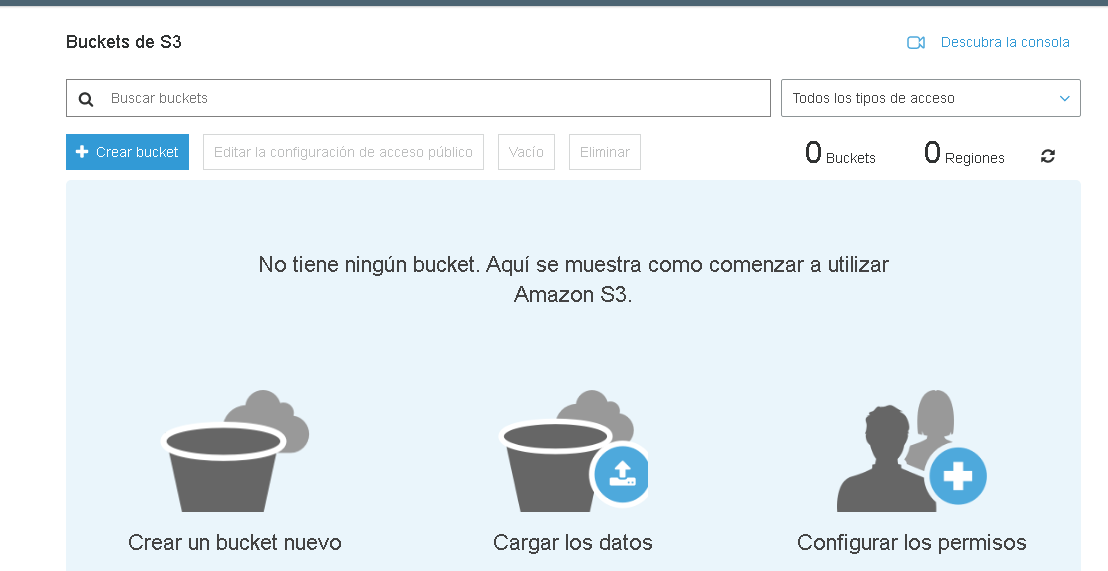 Buckets de S3
Descubra la consola
Buscar buckets
Todos los tipos de acceso
Crear bucket
Editar la configuración de acceso público
Vacío
Eliminar
0 Buckets
0 Regiones
No tiene ningún bucket. Aquí se muestra como comenzar a utilizar
Amazon S3.
Crear un bucket nuevo
Cargar los datos
Configurar los permisos